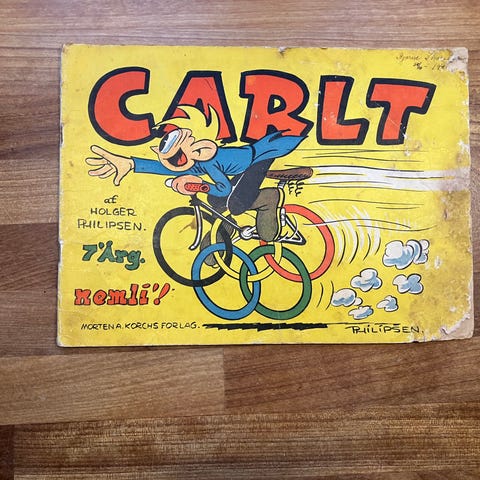 CARLT
af
HOLGER
PHILIPSEN.
7'Årg.
nemli'!
MORTEN A. KORCHS FORLAG.
PHILIPSEN.